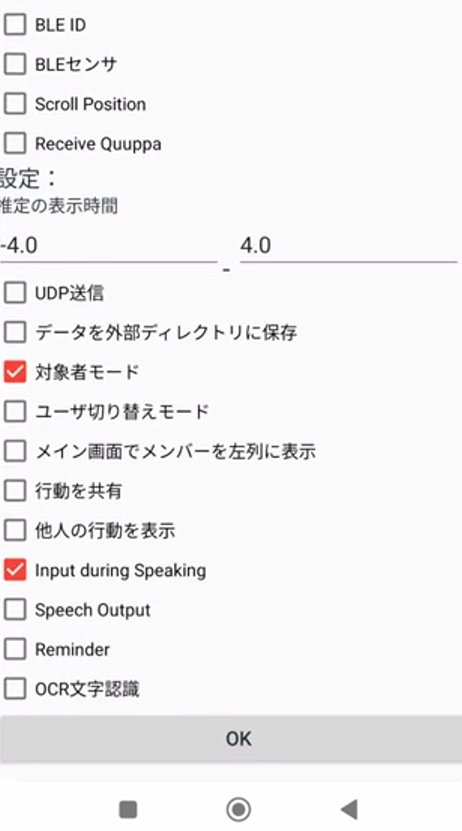 BLE ID
BLEセンサ
Scroll Position
Receive Quuppa
設定：
推定の表示時間
-4.0 - 4.0
UDP送信
データを外部ディレクトリに保存
対象者モード
ユーザ切り替えモード
メイン画面でメンバーを左列に表示
行動を共有
他人の行動を表示
Input during Speaking
Speech Output
Reminder
OCR文字認識
OK